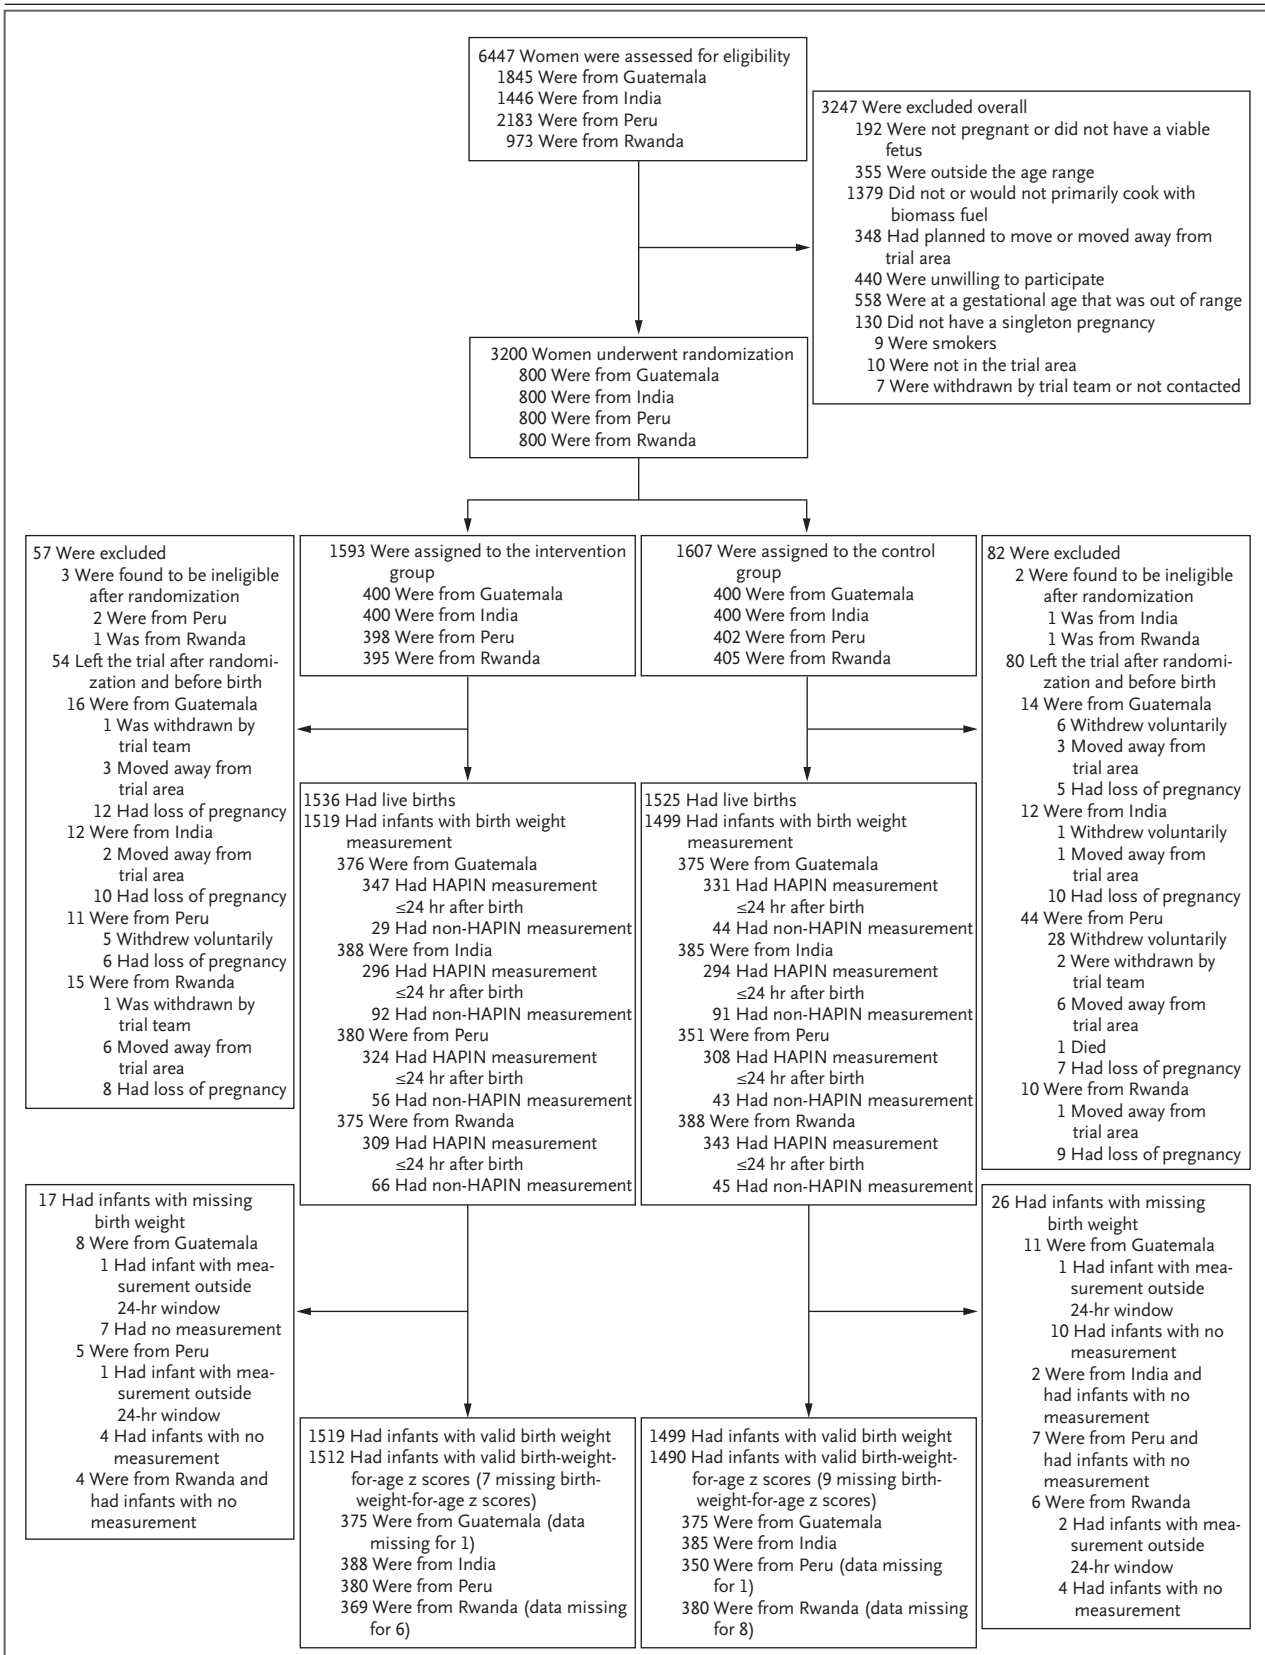 6447 Women were assessed for eligibility
1845 Were from Guatemala
1446 Were from India
2183 Were from Peru
973 Were from Rwanda
3247 Were excluded overall
192 Were not pregnant or did not have a viable
fetus
355 Were outside the age range
1379 Did not or would not primarily cook with
biomass fuel
348 Had planned to move or moved away from
trial area
440 Were unwilling to participate
558 Were at a gestational age that was out of range
130 Did not have a singleton pregnancy
9 Were smokers
10 Were not in the trial area
7 Were withdrawn by trial team or not contacted
3200 Women underwent randomization
800 Were from Guatemala
800 Were from India
800 Were from Peru
800 Were from Rwanda
57 Were excluded
3 Were found to be ineligible
after randomization
2 Were from Peru
1 Was from Rwanda
54 Left the trial after randomi-
zation and before birth
16 Were from Guatemala
1 Was withdrawn by
trial team
3 Moved away from
trial area
12 Had loss of pregnancy
12 Were from India
2 Moved away from
trial area
10 Had loss of pregnancy
11 Were from Peru
5 Withdrew voluntarily
6 Had loss of pregnancy
15 Were from Rwanda
1 Was withdrawn by
trial team
6 Moved away from
trial area
8 Had loss of pregnancy
1593 Were assigned to the intervention
group
400 Were from Guatemala
400 Were from India
398 Were from Peru
395 Were from Rwanda
1607 Were assigned to the control
group
400 Were from Guatemala
400 Were from India
402 Were from Peru
405 Were from Rwanda
82 Were excluded
2 Were found to be ineligible
after randomization
1 Was from India
1 Was from Rwanda
80 Left the trial after randomi-
zation and before birth
14 Were from Guatemala
6 Withdrew voluntarily
3 Moved away from
trial area
5 Had loss of pregnancy
12 Were from India
1 Withdrew voluntarily
1 Moved away from
trial area
10 Had loss of pregnancy
44 Were from Peru
28 Withdrew voluntarily
2 Were withdrawn by
trial team
6 Moved away from
trial area
1 Died
7 Had loss of pregnancy
10 Were from Rwanda
1 Moved away from
trial area
9 Had loss of pregnancy
1536 Had live births
1519 Had infants with birth weight
measurement
376 Were from Guatemala
347 Had HAPIN measurement
≤24 hr after birth
29 Had non-HAPIN measurement
388 Were from India
296 Had HAPIN measurement
≤24 hr after birth
92 Had non-HAPIN measurement
380 Were from Peru
324 Had HAPIN measurement
≤24 hr after birth
56 Had non-HAPIN measurement
375 Were from Rwanda
309 Had HAPIN measurement
≤24 hr after birth
66 Had non-HAPIN measurement
1525 Had live births
1499 Had infants with birth weight
measurement
375 Were from Guatemala
331 Had HAPIN measurement
≤24 hr after birth
44 Had non-HAPIN measurement
385 Were from India
294 Had HAPIN measurement
≤24 hr after birth
91 Had non-HAPIN measurement
351 Were from Peru
308 Had HAPIN measurement
≤24 hr after birth
43 Had non-HAPIN measurement
388 Were from Rwanda
343 Had HAPIN measurement
≤24 hr after birth
45 Had non-HAPIN measurement
17 Had infants with missing
birth weight
8 Were from Guatemala
1 Had infant with mea-
surement outside
24-hr window
7 Had no measurement
5 Were from Peru
1 Had infant with mea-
surement outside
24-hr window
4 Had infants with no
measurement
4 Were from Rwanda and
had infants with no
measurement
26 Had infants with missing
birth weight
11 Were from Guatemala
1 Had infant with mea-
surement outside
24-hr window
10 Had infants with no
measurement
2 Were from India and
had infants with no
measurement
7 Were from Peru and
had infants with no
measurement
6 Were from Rwanda
2 Had infants with mea-
surement outside
24-hr window
4 Had infants with no
measurement
1519 Had infants with valid birth weight
1512 Had infants with valid birth-weight-
for-age z scores (7 missing birth-
weight-for-age z scores)
375 Were from Guatemala (data
missing for 1)
388 Were from India
380 Were from Peru
369 Were from Rwanda (data missing
for 6)
1499 Had infants with valid birth weight
1490 Had infants with valid birth-weight-
for-age z scores (9 missing birth-
weight-for-age z scores)
375 Were from Guatemala
385 Were from India
350 Were from Peru (data missing
for 1)
380 Were from Rwanda (data missing
for 8)